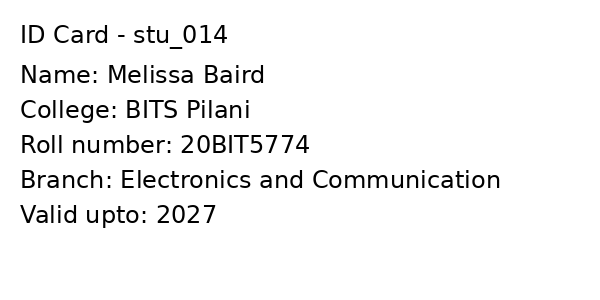 ID Card - stu_014
Name: Melissa Baird
College: BITS Pilani
Roll number: 20BIT5774
Branch: Electronics and Communication
Valid upto: 2027